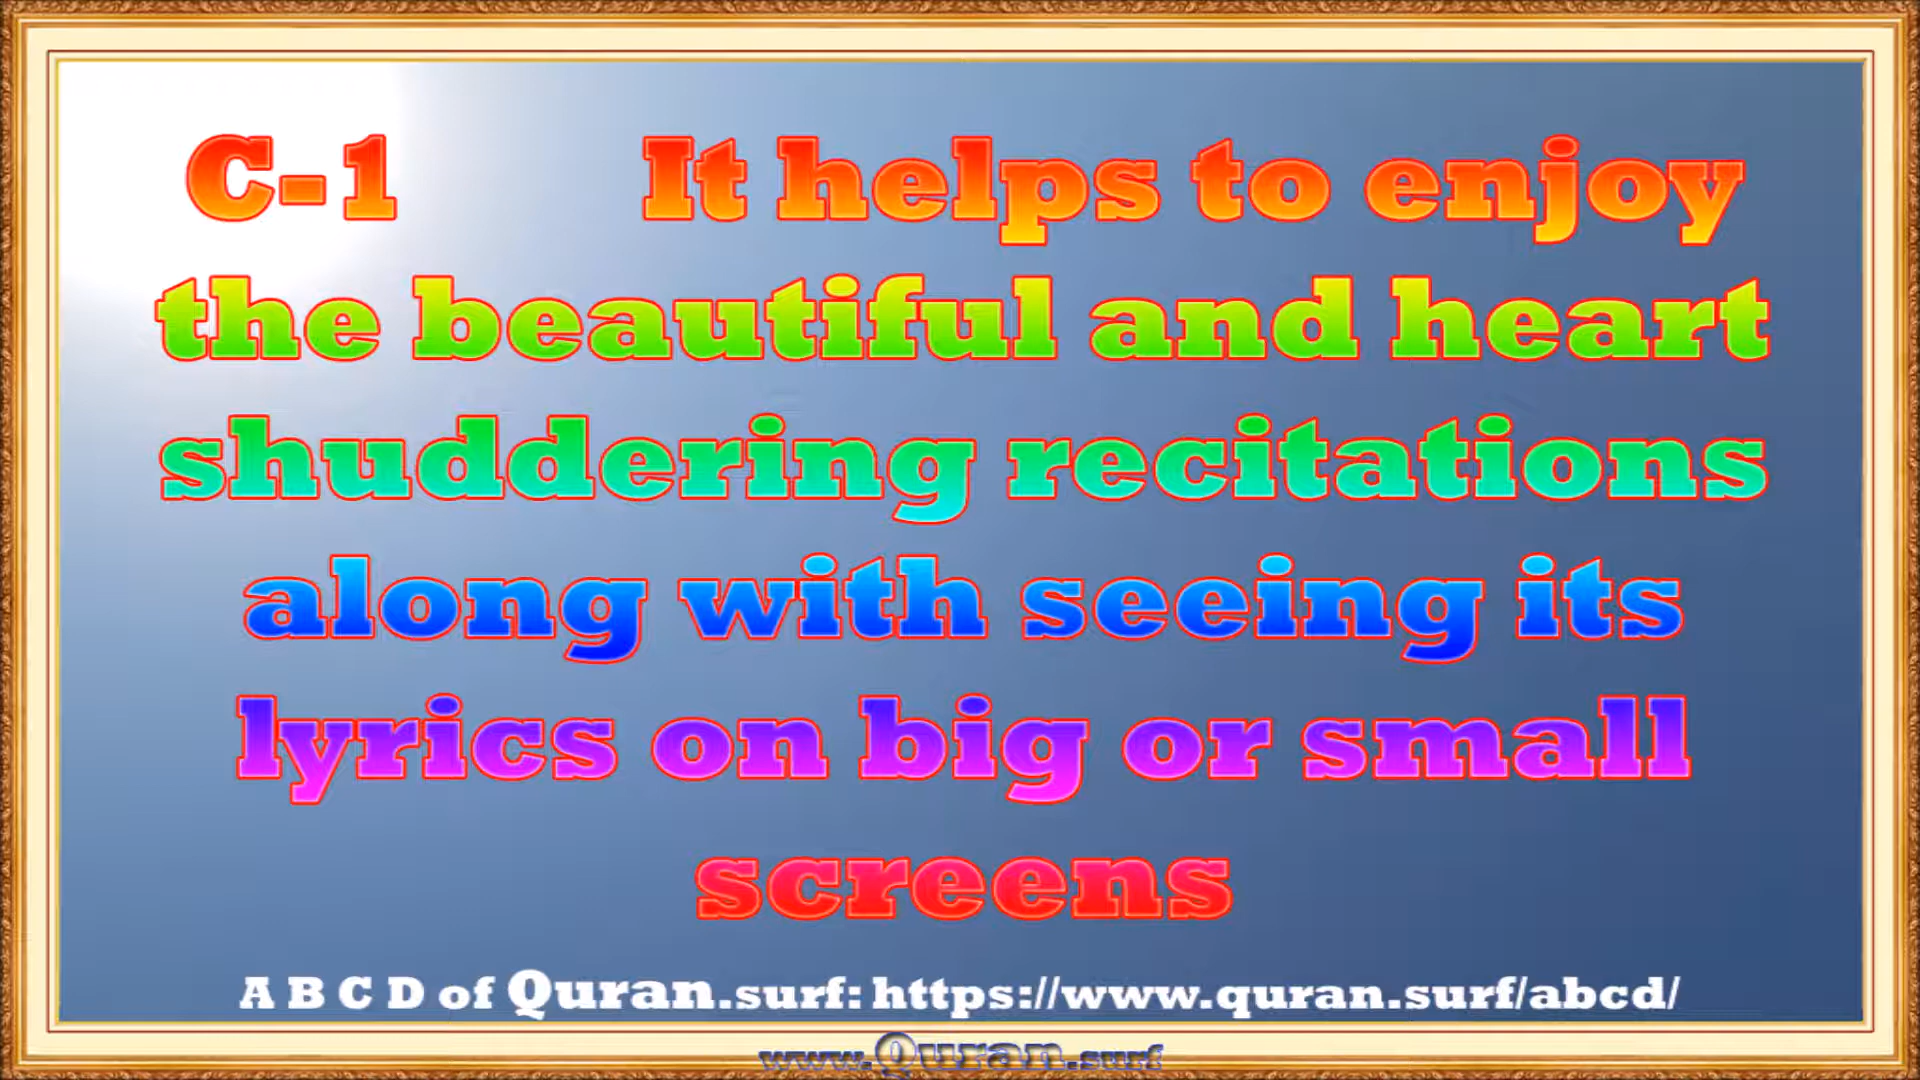 C-1 It helps to enjoy
the beautiful and heart
shuddering recitations
along with seeing its
lyrics on big or small
screens
A B C D of Quran.surf: https://www.quran.surf/abcd/
www.Quran.surf